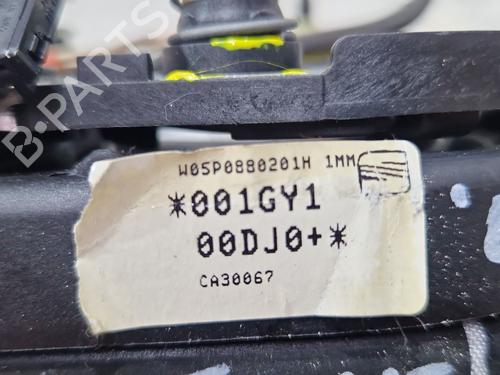 W05P0880201H 1MM
*001GY1
00DJ0+*
CA30067
B-PARTS